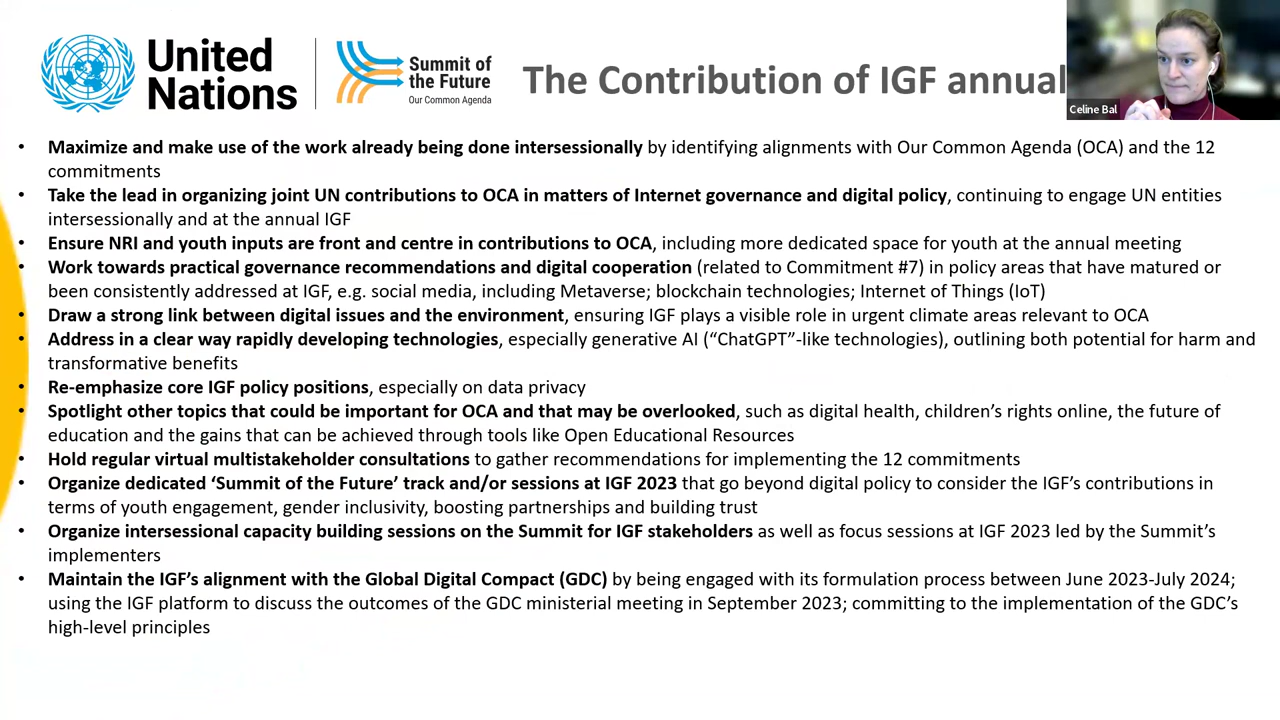 United
Nations
Summit of
the Future
Our Common Agenda
The Contribution of IGF annual
Celine Bal
• Maximize and make use of the work already being done intersessionally by identifying alignments with Our Common Agenda (OCA) and the 12
commitments
• Take the lead in organizing joint UN contributions to OCA in matters of Internet governance and digital policy, continuing to engage UN entities
intersessionally and at the annual IGF
• Ensure NRI and youth inputs are front and centre in contributions to OCA, including more dedicated space for youth at the annual meeting
• Work towards practical governance recommendations and digital cooperation (related to Commitment #7) in policy areas that have matured or
been consistently addressed at IGF, e.g. social media, including Metaverse; blockchain technologies; Internet of Things (IoT)
• Draw a strong link between digital issues and the environment, ensuring IGF plays a visible role in urgent climate areas relevant to OCA
• Address in a clear way rapidly developing technologies, especially generative AI (“ChatGPT”-like technologies), outlining both potential for harm and
transformative benefits
• Re-emphasize core IGF policy positions, especially on data privacy
• Spotlight other topics that could be important for OCA and that may be overlooked, such as digital health, children’s rights online, the future of
education and the gains that can be achieved through tools like Open Educational Resources
• Hold regular virtual multistakeholder consultations to gather recommendations for implementing the 12 commitments
• Organize dedicated ‘Summit of the Future’ track and/or sessions at IGF 2023 that go beyond digital policy to consider the IGF’s contributions in
terms of youth engagement, gender inclusivity, boosting partnerships and building trust
• Organize intersessional capacity building sessions on the Summit for IGF stakeholders as well as focus sessions at IGF 2023 led by the Summit’s
implementers
• Maintain the IGF’s alignment with the Global Digital Compact (GDC) by being engaged with its formulation process between June 2023-July 2024;
using the IGF platform to discuss the outcomes of the GDC ministerial meeting in September 2023; committing to the implementation of the GDC’s
high-level principles